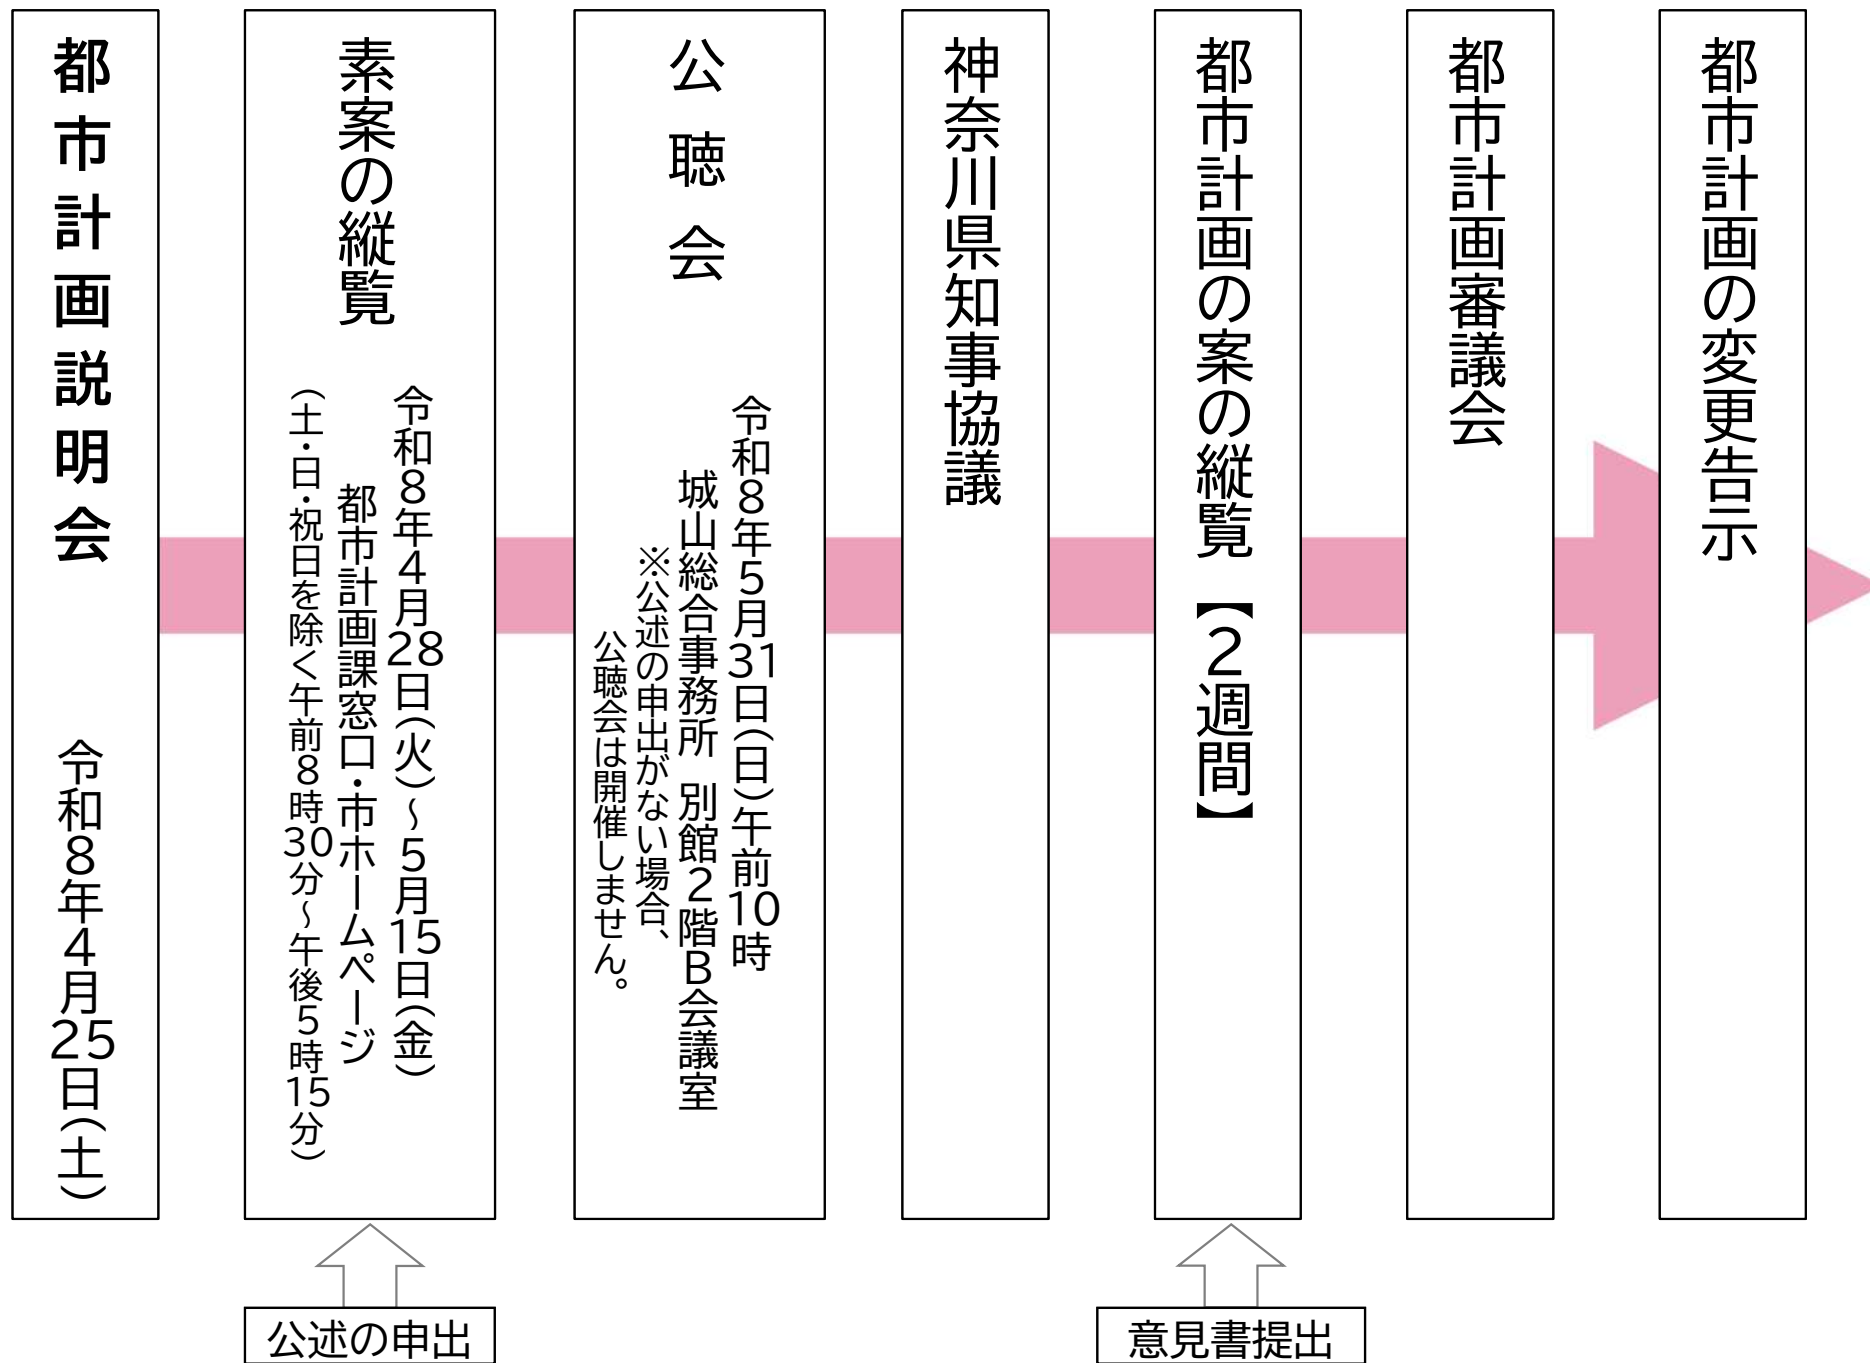 都市計画説明会　令和８年４月25日（土）
素案の縦覧
令和８年４月28日（火）～５月15日（金）
都市計画課窓口・市ホームページ
（土・日・祝日を除く午前８時30分～午後５時15分）
公述の申出
公聴会
令和８年５月31日（日）午前10時
城山総合事務所 別館２階Ｂ会議室
※公述の申出がない場合、
公聴会は開催しません。
神奈川県知事協議
都市計画の案の縦覧【２週間】
意見書提出
都市計画審議会
都市計画の変更告示